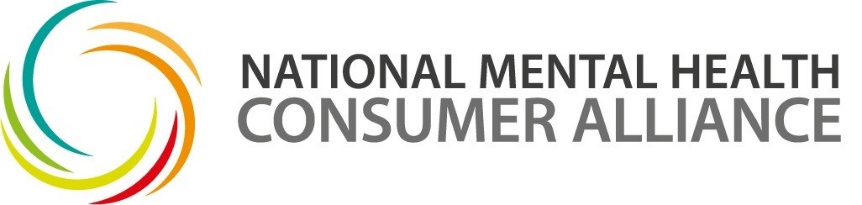 NATIONAL MENTAL HEALTH
CONSUMER ALLIANCE